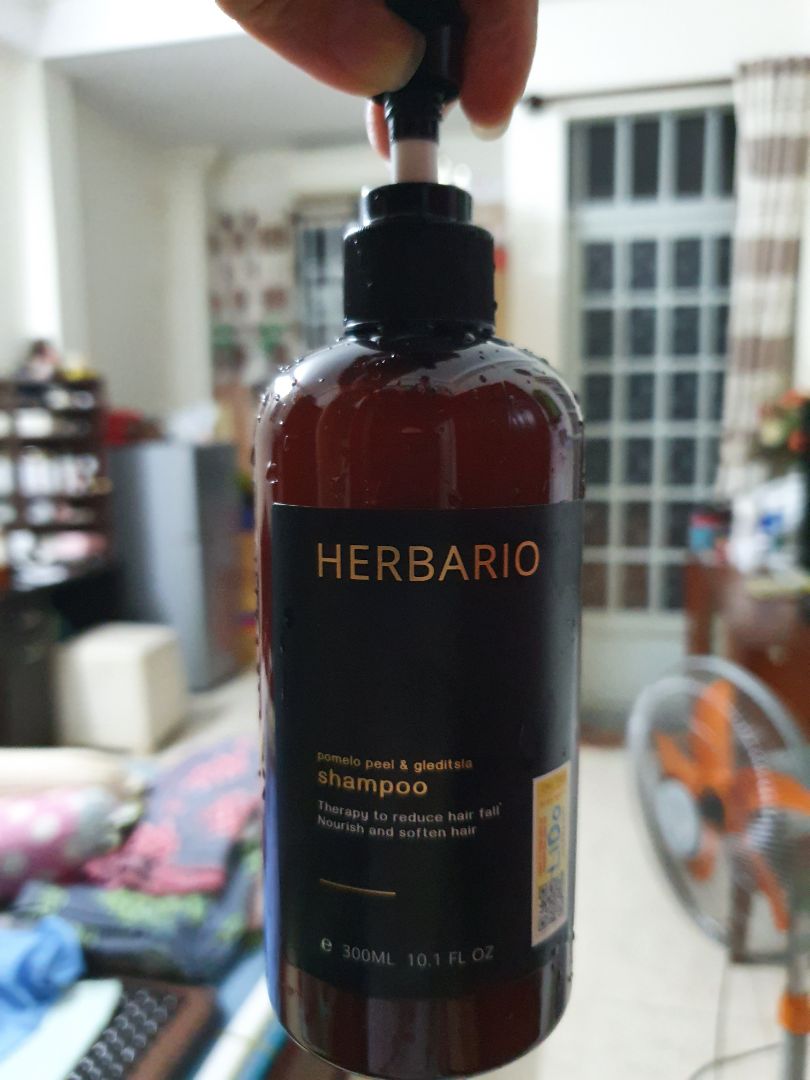 HERBARIO
pomelo peel & gleditsia
shampoo
Therapy to reduce hair fall
Nourish and soften hair
e 300ML 10.1 FL OZ